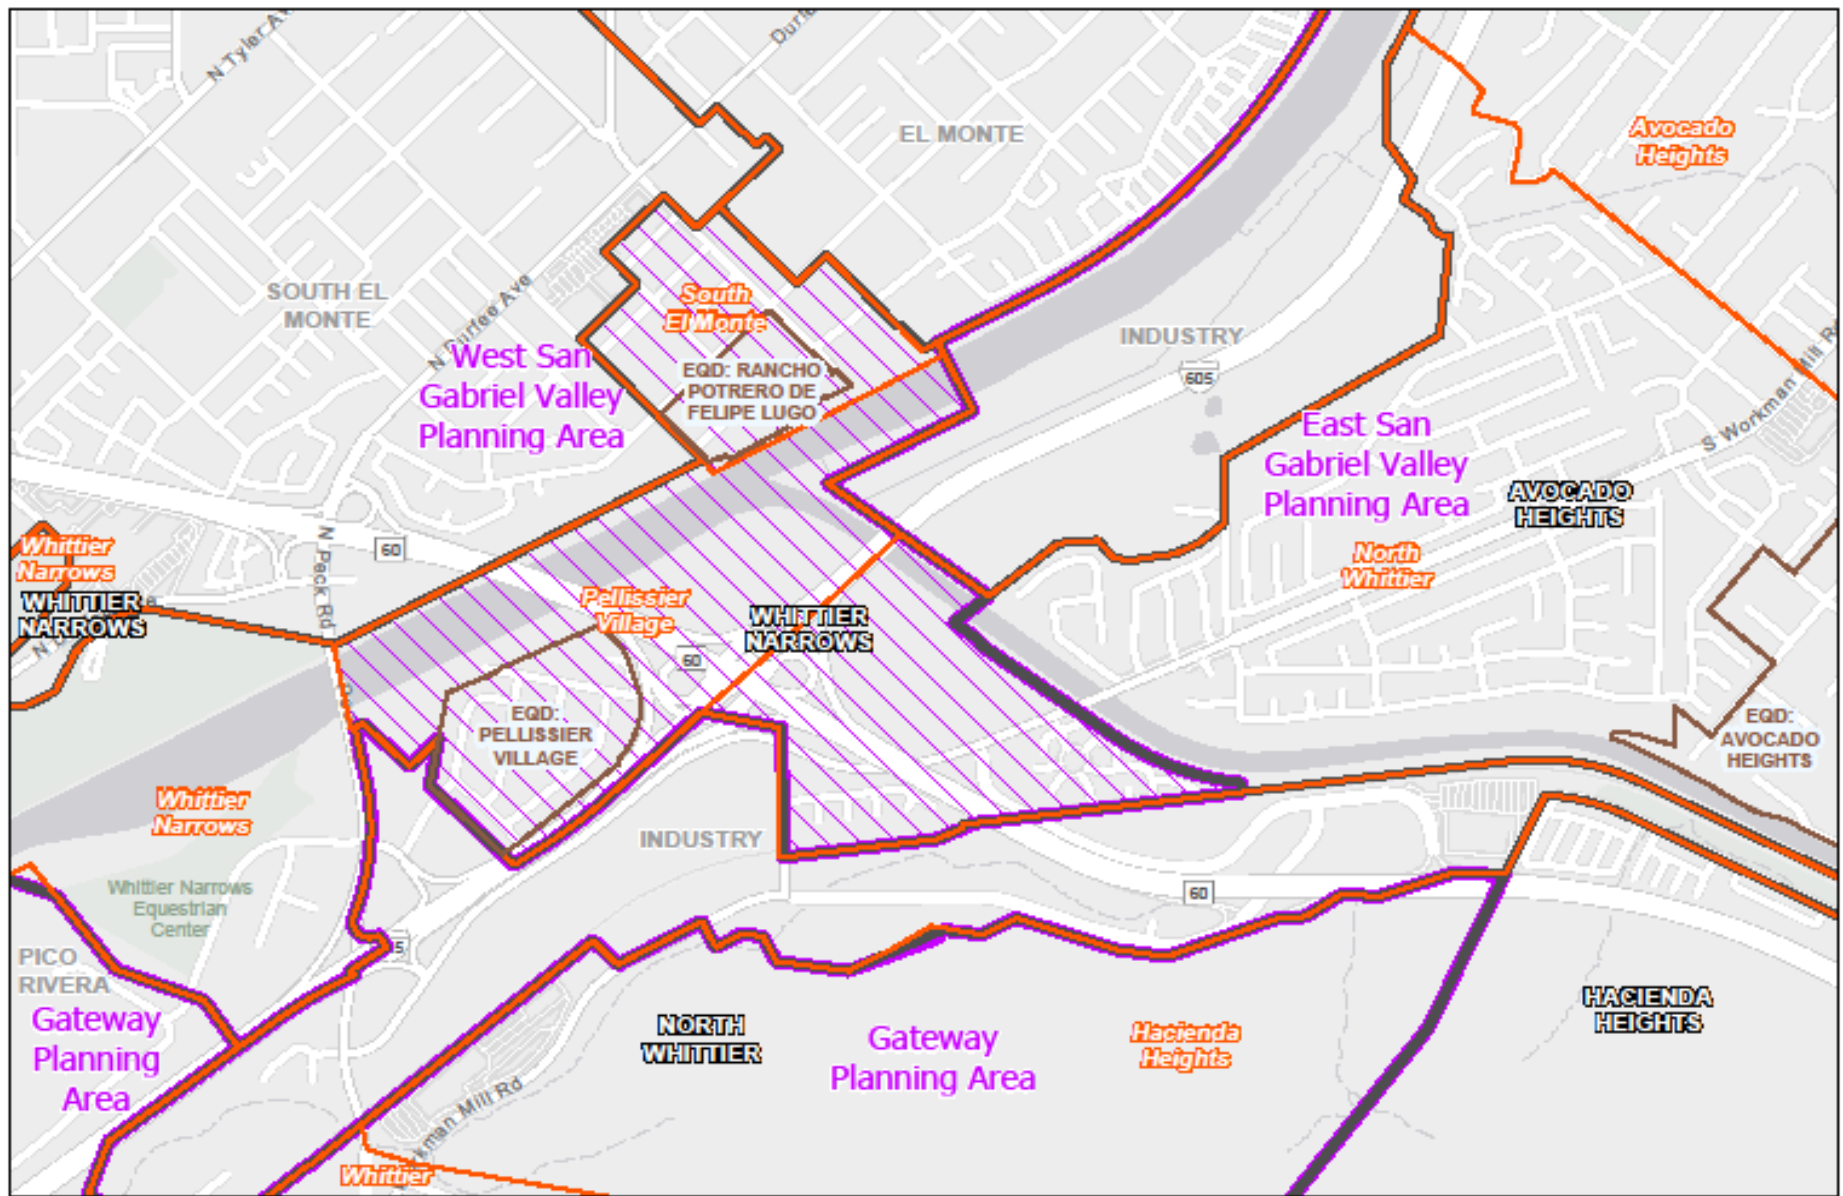 N Tyler Av
Durfe
EL MONTE
Avocado
Heights
SOUTH EL
MONTE
N Durfee Ave
South
El Monte
INDUSTRY
605
S Workman Mill R
West San
Gabriel Valley
Planning Area
EQD: RANCHO
POTRERO DE
FELIPE LUGO
East San
Gabriel Valley
Planning Area
AVOCADO
HEIGHTS
Whittier
Narrows
WHITTIER
NARROWS
N Peck Rd
60
North
Whittier
Pellissier
Village
WHITTIER
NARROWS
60
EQD:
PELLISSIER
VILLAGE
EQD:
AVOCADO
HEIGHTS
Whittier
Narrows
INDUSTRY
Whittier Narrows
Equestrian
Center
60
5
PICO
RIVERA
Gateway
Planning
Area
NORTH
WHITTIER
Gateway
Planning Area
Hacienda
Heights
HACIENDA
HEIGHTS
rkman Mill Rd
Whittier